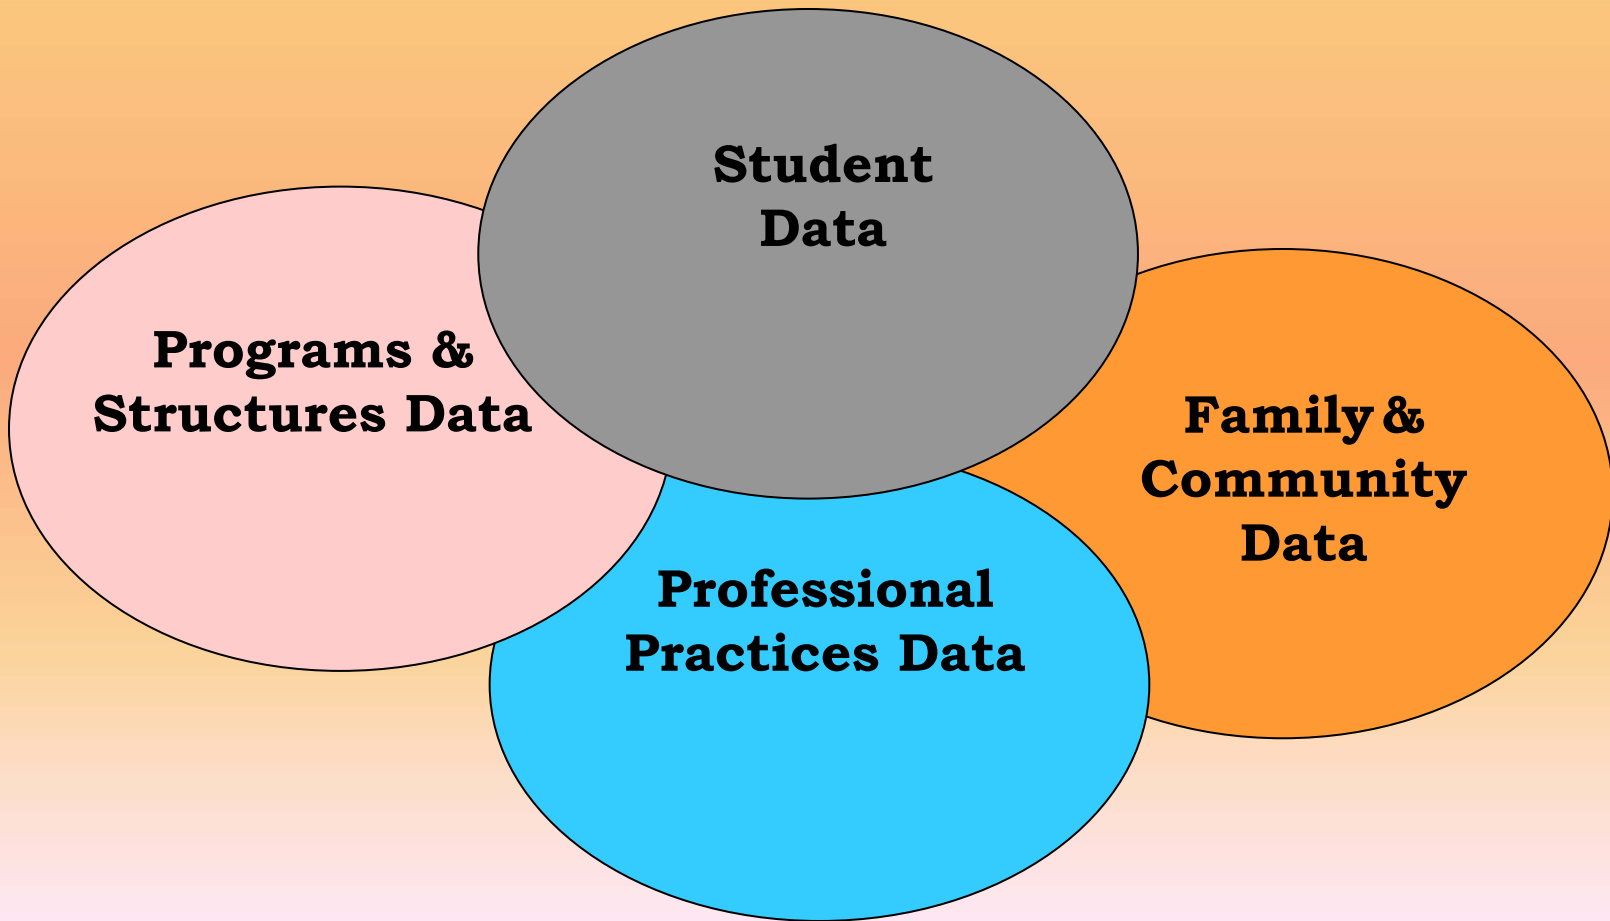 Student
Data
Programs &
Structures Data
Family &
Community
Data
Professional
Practices Data